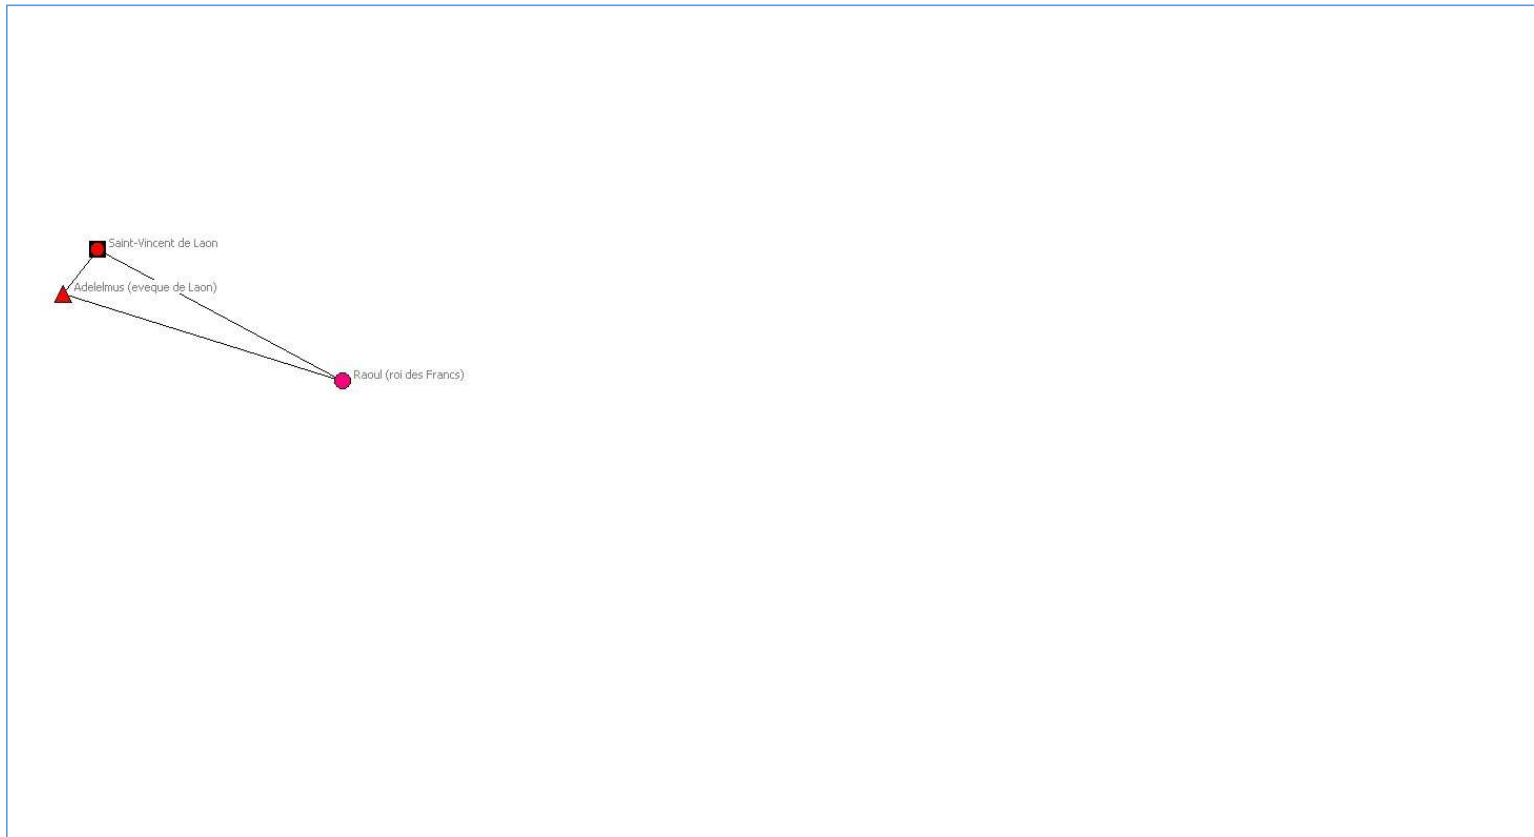 Saint-Vincent de Laon
Adelelmus (eveque de Laon)
Raoul (roi des Francs)